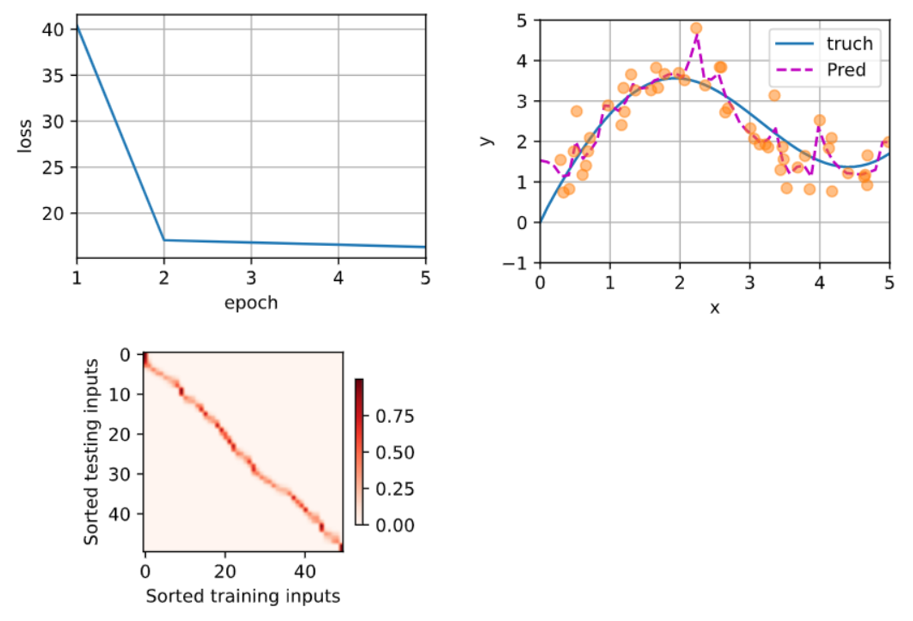 40
35
30
25
20
loss
1 2 3 4 5
epoch
5
4
3
2
1
0
−1
y
truch
Pred
0 1 2 3 4 5
x
0
10
20
30
40
Sorted testing inputs
0 20 40
Sorted training inputs
0.75
0.50
0.25
0.00